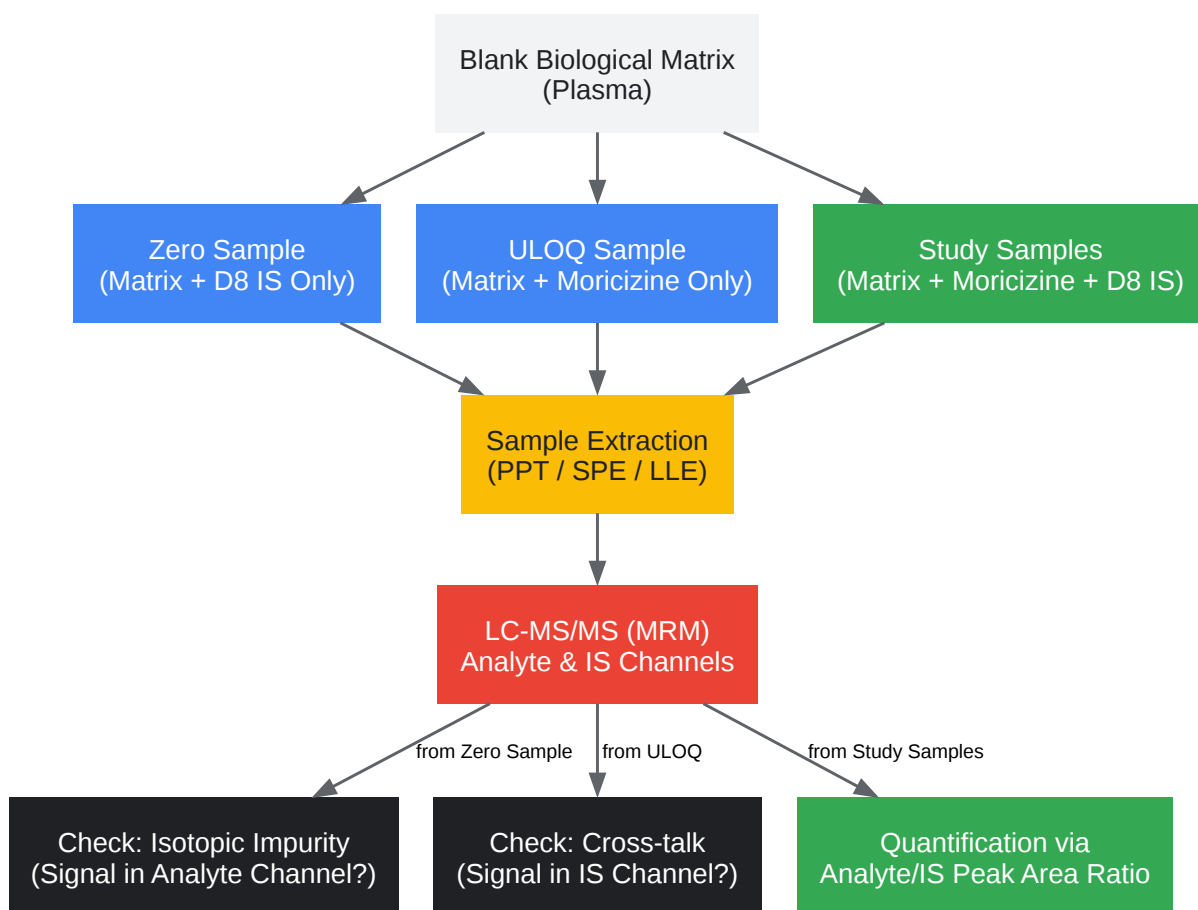 Blank Biological Matrix
(Plasma)
Zero Sample
(Matrix + D8 IS Only)
ULOQ Sample
(Matrix + Moricizine Only)
Study Samples
(Matrix + Moricizine + D8 IS)
Sample Extraction
(PPT / SPE / LLE)
LC-MS/MS (MRM)
Analyte & IS Channels
from Zero Sample
from ULOQ
from Study Samples
Check: Isotopic Impurity
(Signal in Analyte Channel?)
Check: Cross-talk
(Signal in IS Channel?)
Quantification via
Analyte/IS Peak Area Ratio